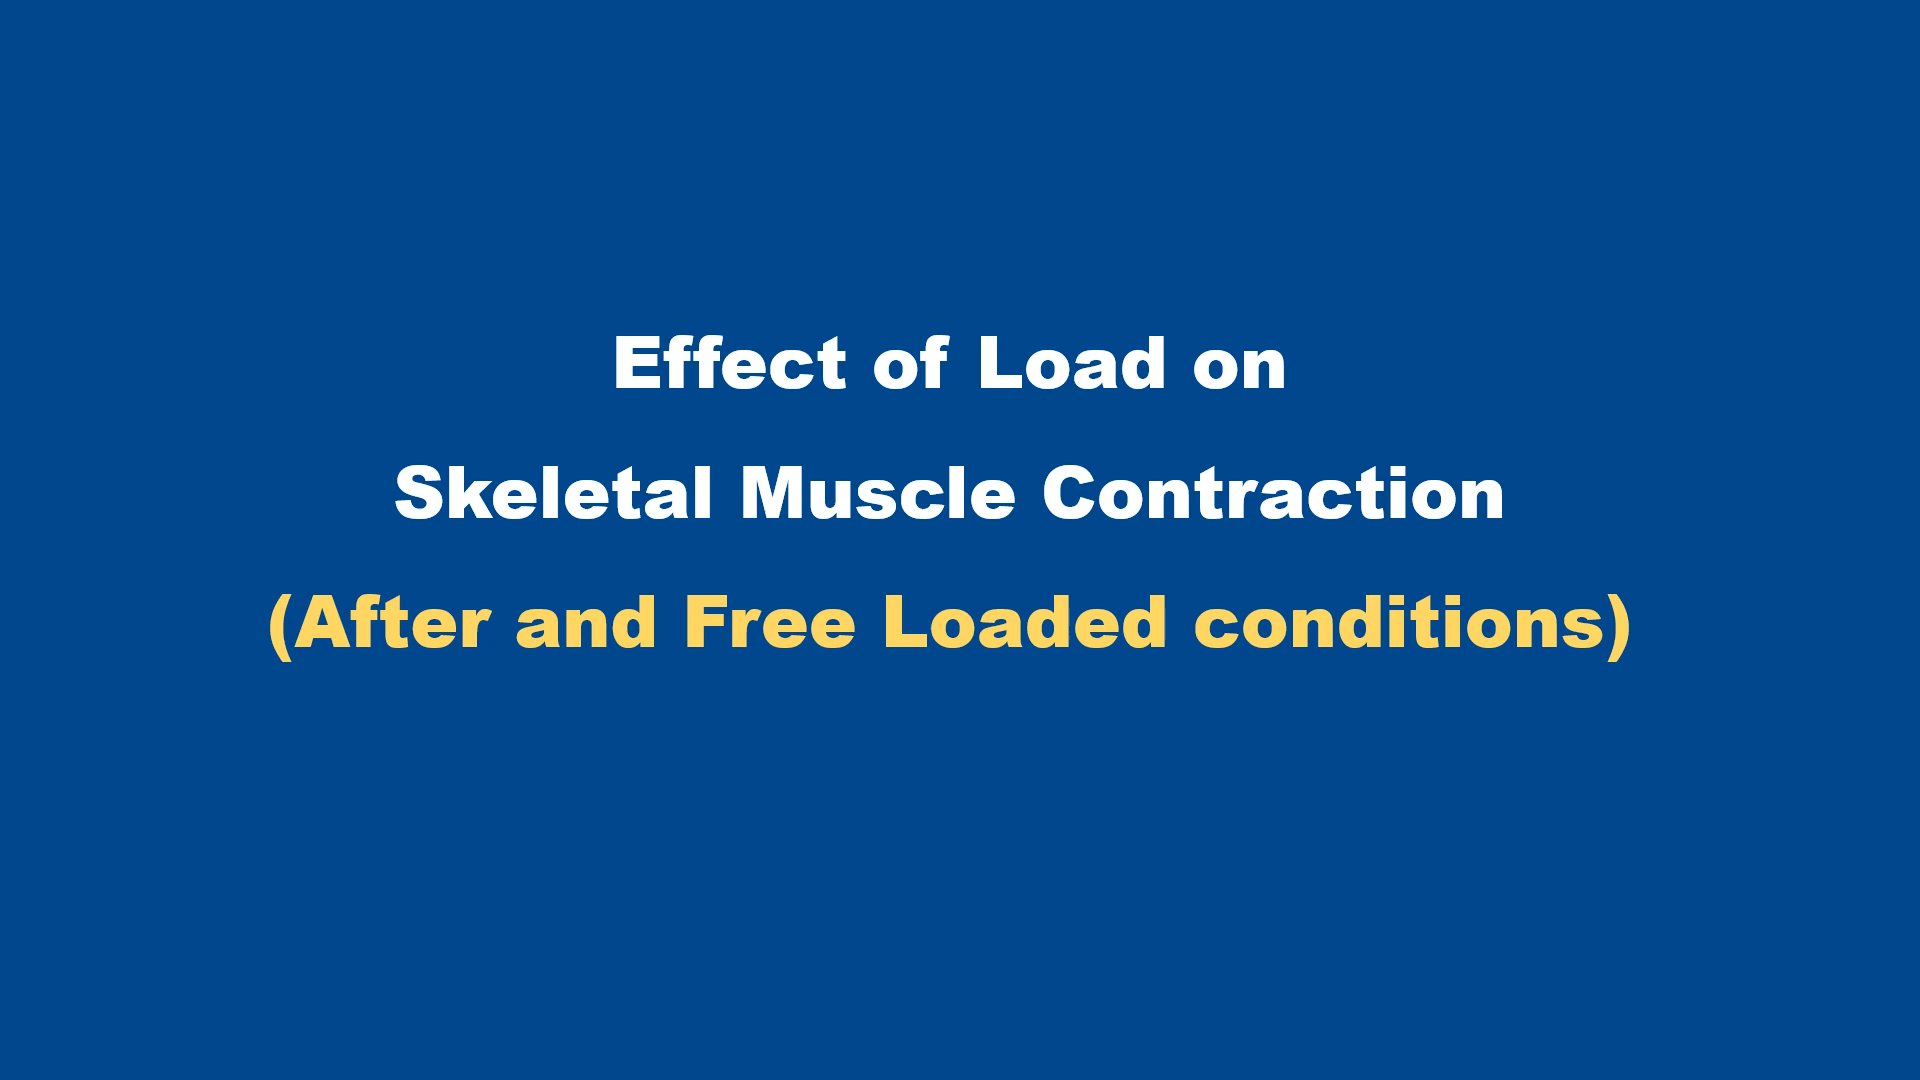 Effect of Load on
Skeletal Muscle Contraction
(After and Free Loaded conditions)